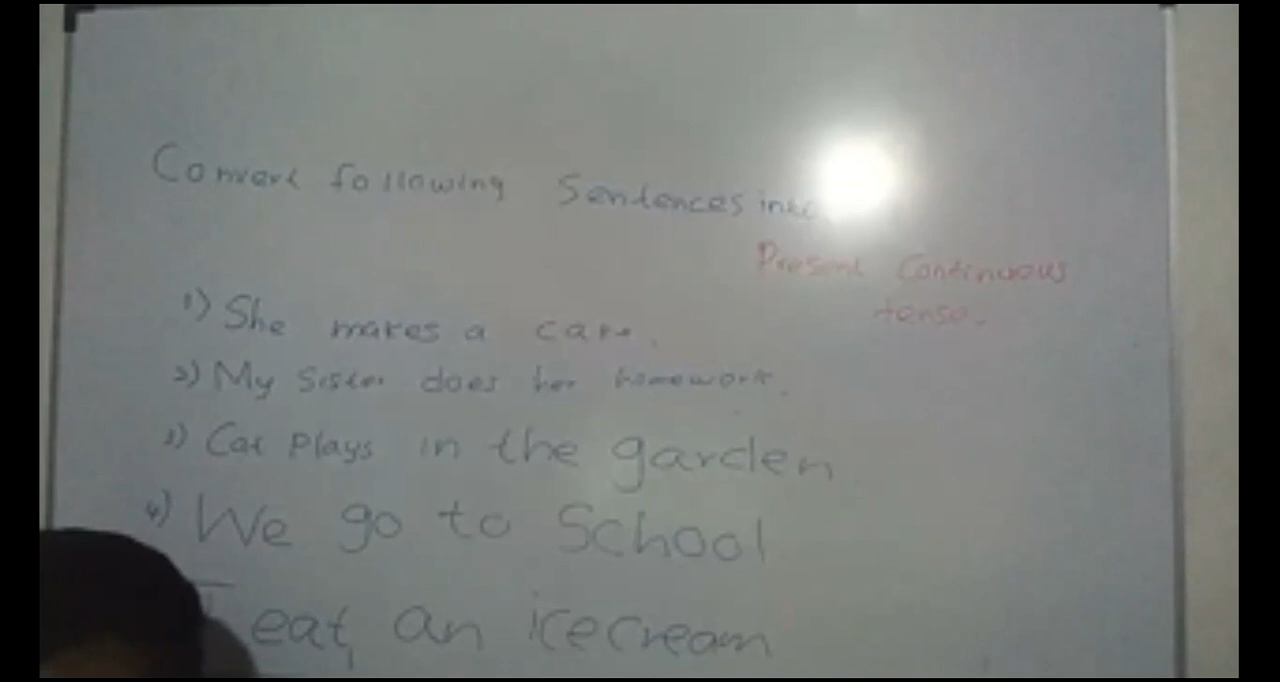 Convert following Sentences into
Present Continuous
tense.
1) She makes a cake.
2) My Sister does her homework.
3) Cat Plays in the garden
4) We go to School
I eat an icecream